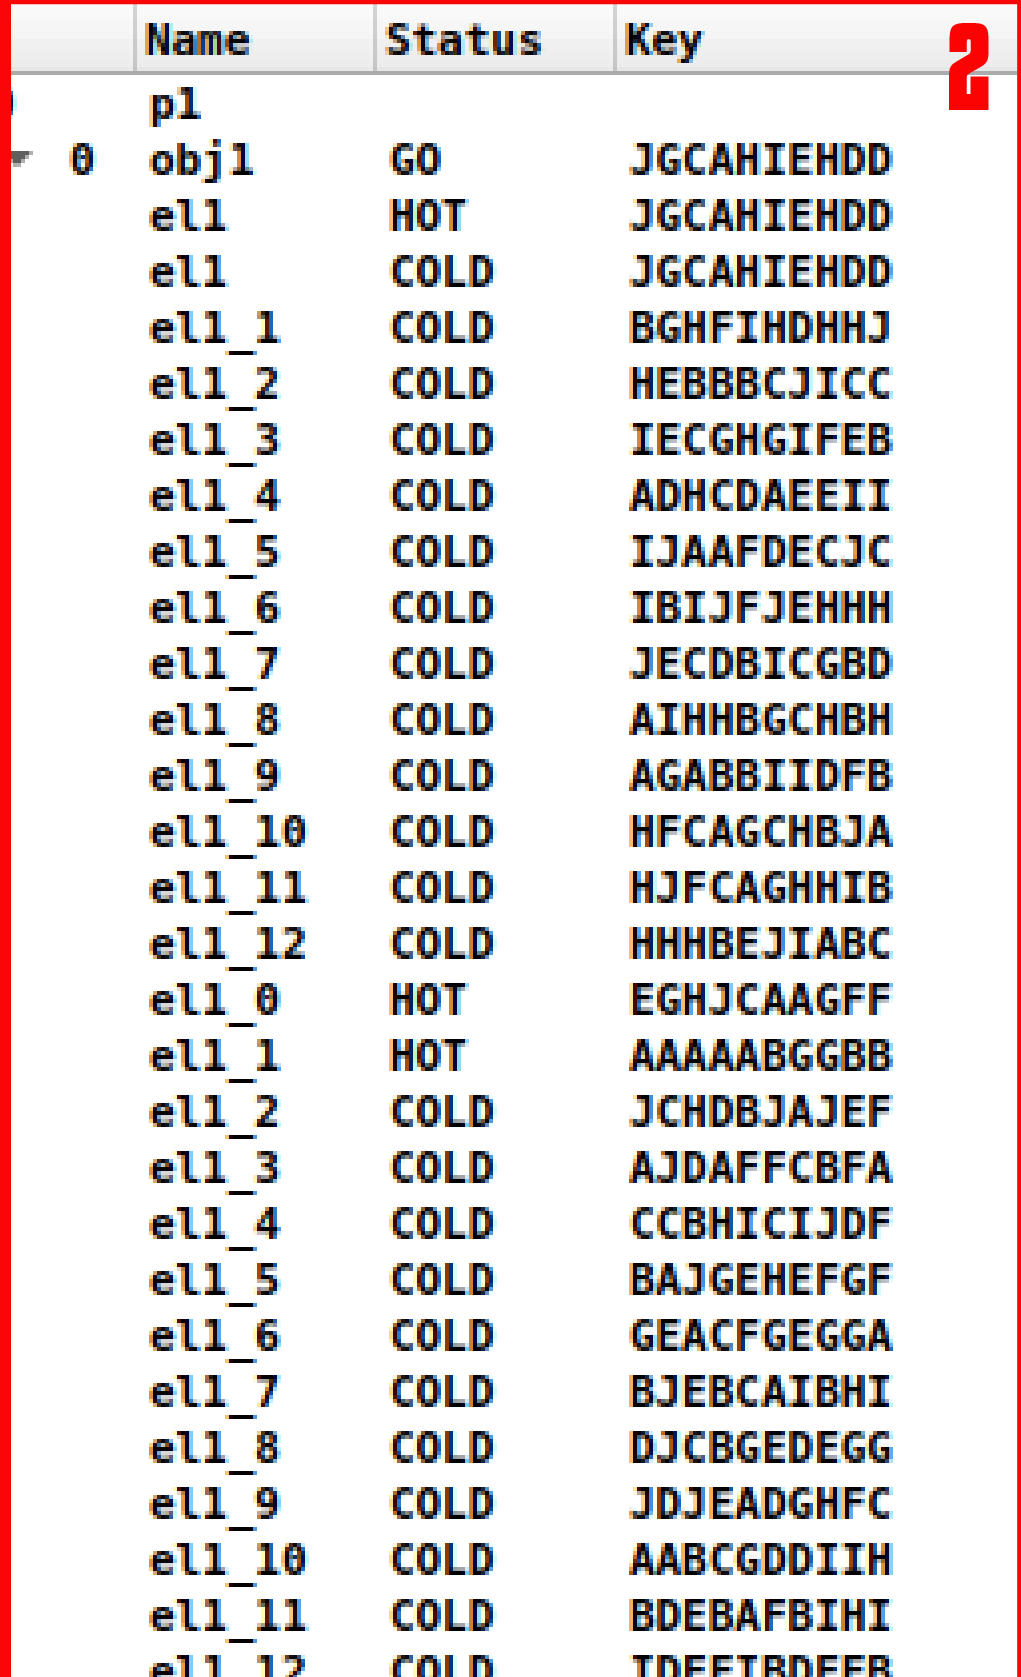 Name Status Key 2
p1
0 obj1 GO JGCAHIEHDD
el1 HOT JGCAHIEHDD
el1 COLD JGCAHIEHDD
el1_1 COLD BGHFIHDHHJ
el1_2 COLD HEBBBCJICC
el1_3 COLD IECGHGIFEB
el1_4 COLD ADHCDAEEII
el1_5 COLD IJAAFDECJC
el1_6 COLD IBIJFJEHHH
el1_7 COLD JECDBICGBD
el1_8 COLD AIHHBGCHBH
el1_9 COLD AGABBIIDFB
el1_10 COLD HFCAGCHBJA
el1_11 COLD HJFCAGHHIB
el1_12 COLD HHHBEJIABC
el1_0 HOT EGHJCAAGFF
el1_1 HOT AAAAABGGBB
el1_2 COLD JCHDBJAJEF
el1_3 COLD AJDAFFCBFA
el1_4 COLD CCBHICIJDF
el1_5 COLD BAJGEHEFGF
el1_6 COLD GEACFGEGGA
el1_7 COLD BJEBCAIBHI
el1_8 COLD DJCBGEDEGG
el1_9 COLD JDJEADGHFC
el1_10 COLD AABCGDDIIH
el1_11 COLD BDEBAFBIHI
el1_12 COLD